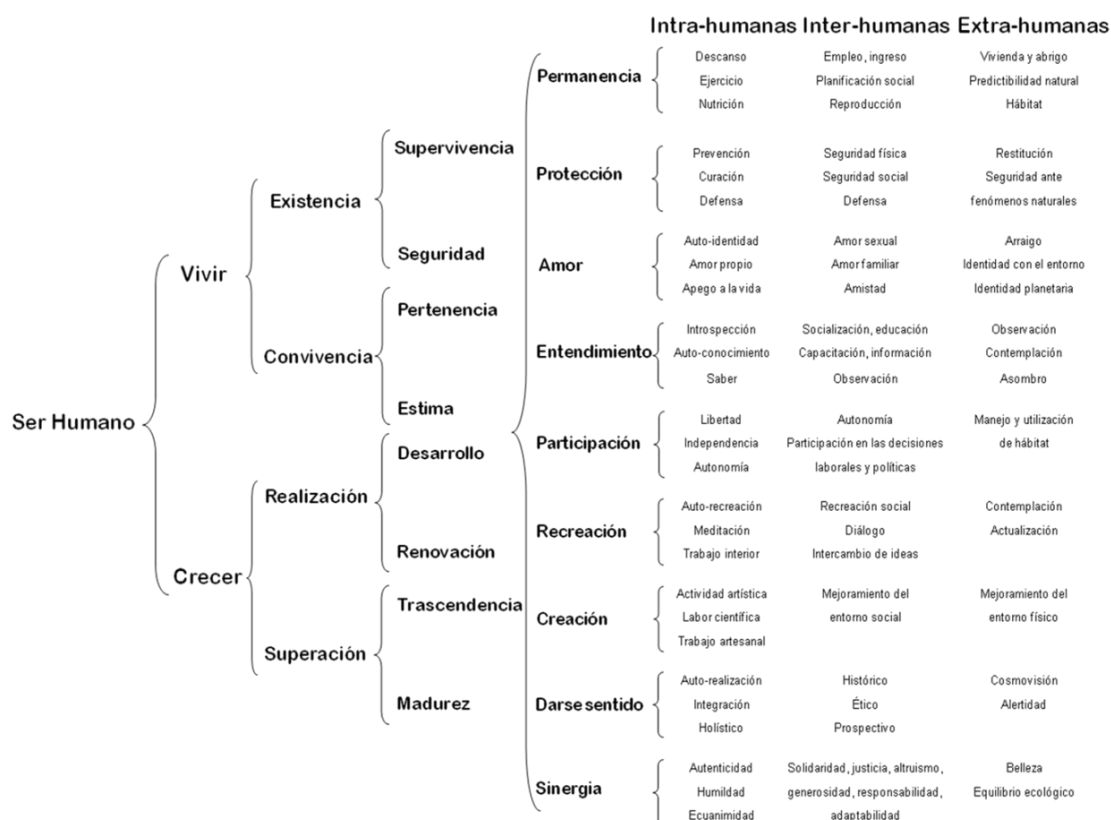 Intra-humanas Inter-humanas Extra-humanas
Ser Humano
Vivir
Crecer
Existencia
Convivencia
Realización
Superación
Supervivencia
Seguridad
Pertenencia
Estima
Desarrollo
Renovación
Trascendencia
Madurez
Permanencia
Descanso Empleo, ingreso Vivienda y abrigo
Ejercicio Planificación social Predictibilidad natural
Nutrición Reproducción Hábitat
Protección
Prevención Seguridad física Restitución
Curación Seguridad social Seguridad ante
Defensa Defensa fenómenos naturales
Amor
Auto-identidad Amor sexual Arraigo
Amor propio Amor familiar Identidad con el entorno
Apego a la vida Amistad Identidad planetaria
Entendimiento
Introspección Socialización, educación Observación
Auto-conocimiento Capacitación, información Contemplación
Saber Observación Asombro
Participación
Libertad Autonomía Manejo y utilización
Independencia Participación en las decisiones de hábitat
Autonomía laborales y políticas
Recreación
Auto-recreación Recreación social Contemplación
Meditación Diálogo Actualización
Trabajo interior Intercambio de ideas
Creación
Actividad artística Mejoramiento del Mejoramiento del
Labor científica entorno social entorno físico
Trabajo artesanal
Darse sentido
Auto-realización Histórico Cosmovisión
Integración Ético Alertidad
Holístico Prospectivo
Sinergia
Autenticidad Solidaridad, justicia, altruismo, Belleza
Humildad generosidad, responsabilidad, Equilibrio ecológico
Ecuanimidad adaptabilidad